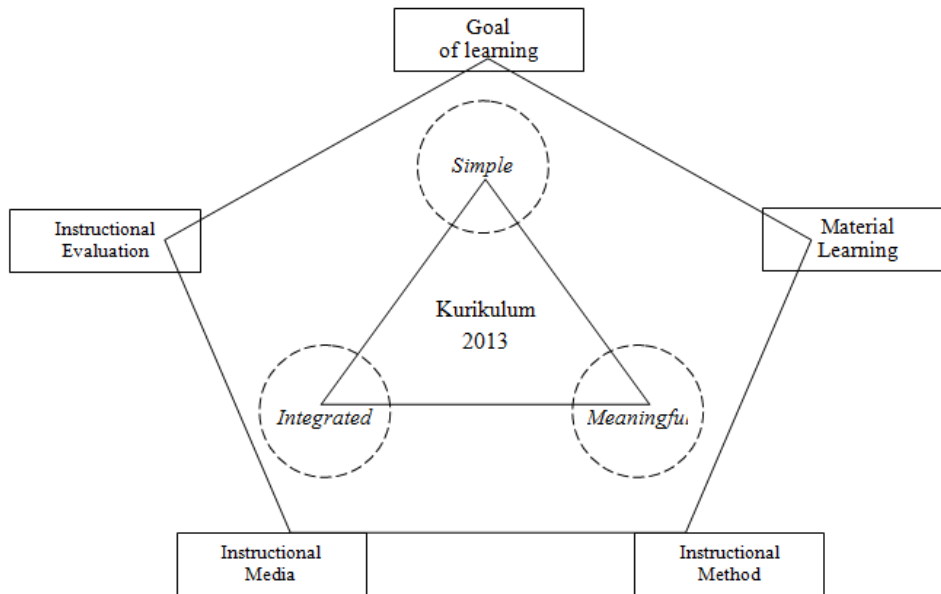 Goal
of learning
Simple
Instructional
Evaluation
Material
Learning
Kurikulum
2013
Integrated
Meaningful
Instructional
Media
Instructional
Method